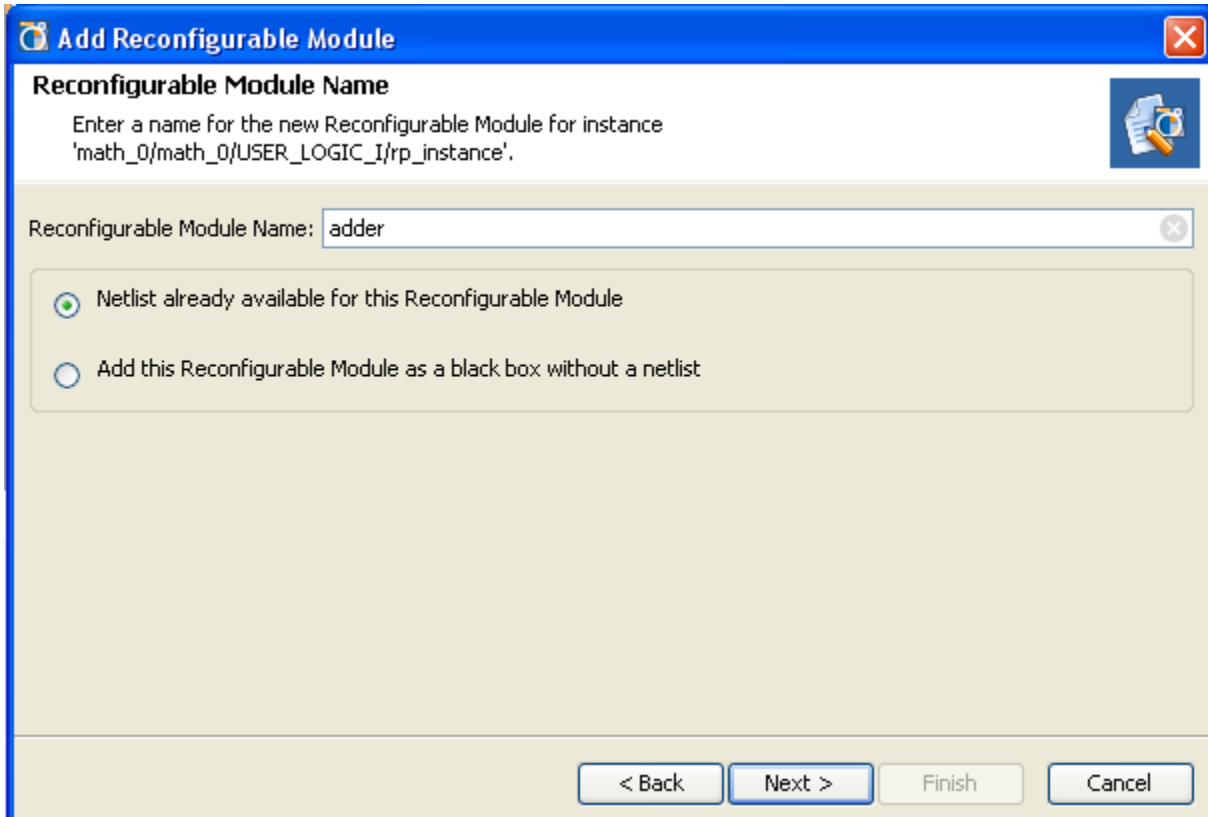 Add Reconfigurable Module
Reconfigurable Module Name
Enter a name for the new Reconfigurable Module for instance
'math_0/math_0/USER_LOGIC_I/rp_instance'.
Reconfigurable Module Name: adder
Netlist already available for this Reconfigurable Module
Add this Reconfigurable Module as a black box without a netlist
< Back Next > Finish Cancel